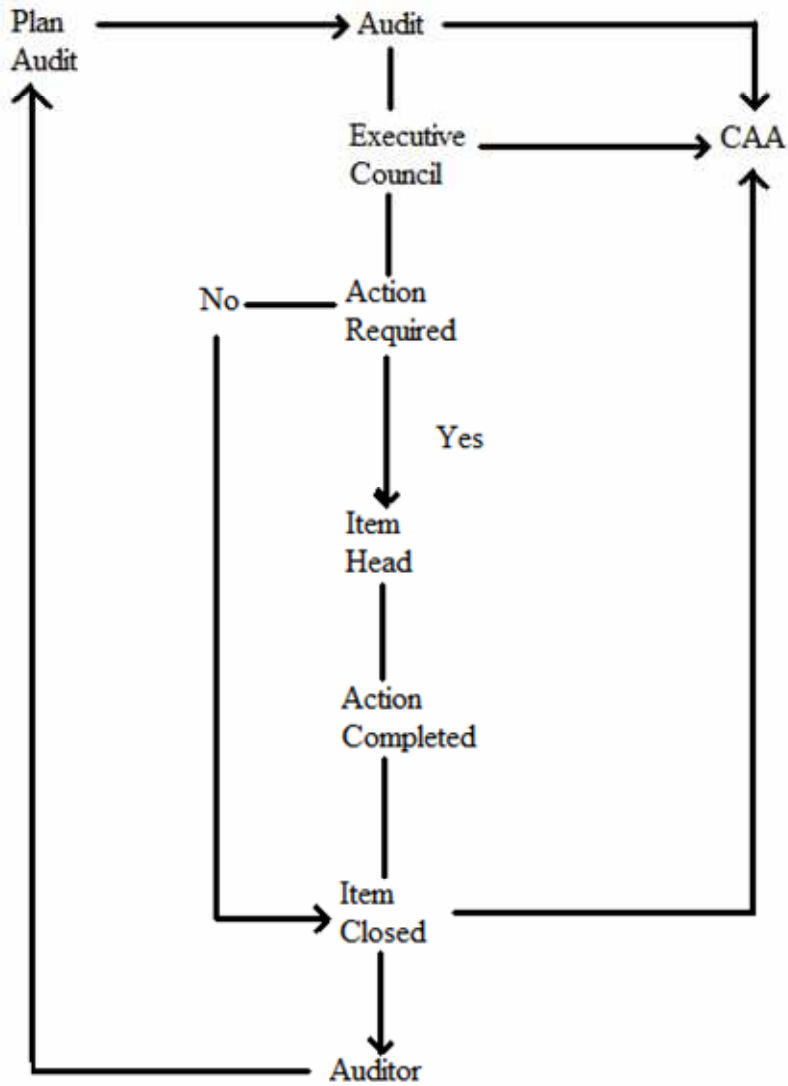 Plan
Audit
Audit
Executive
Council
CAA
No
Action
Required
Yes
Item
Head
Action
Completed
Item
Closed
Auditor